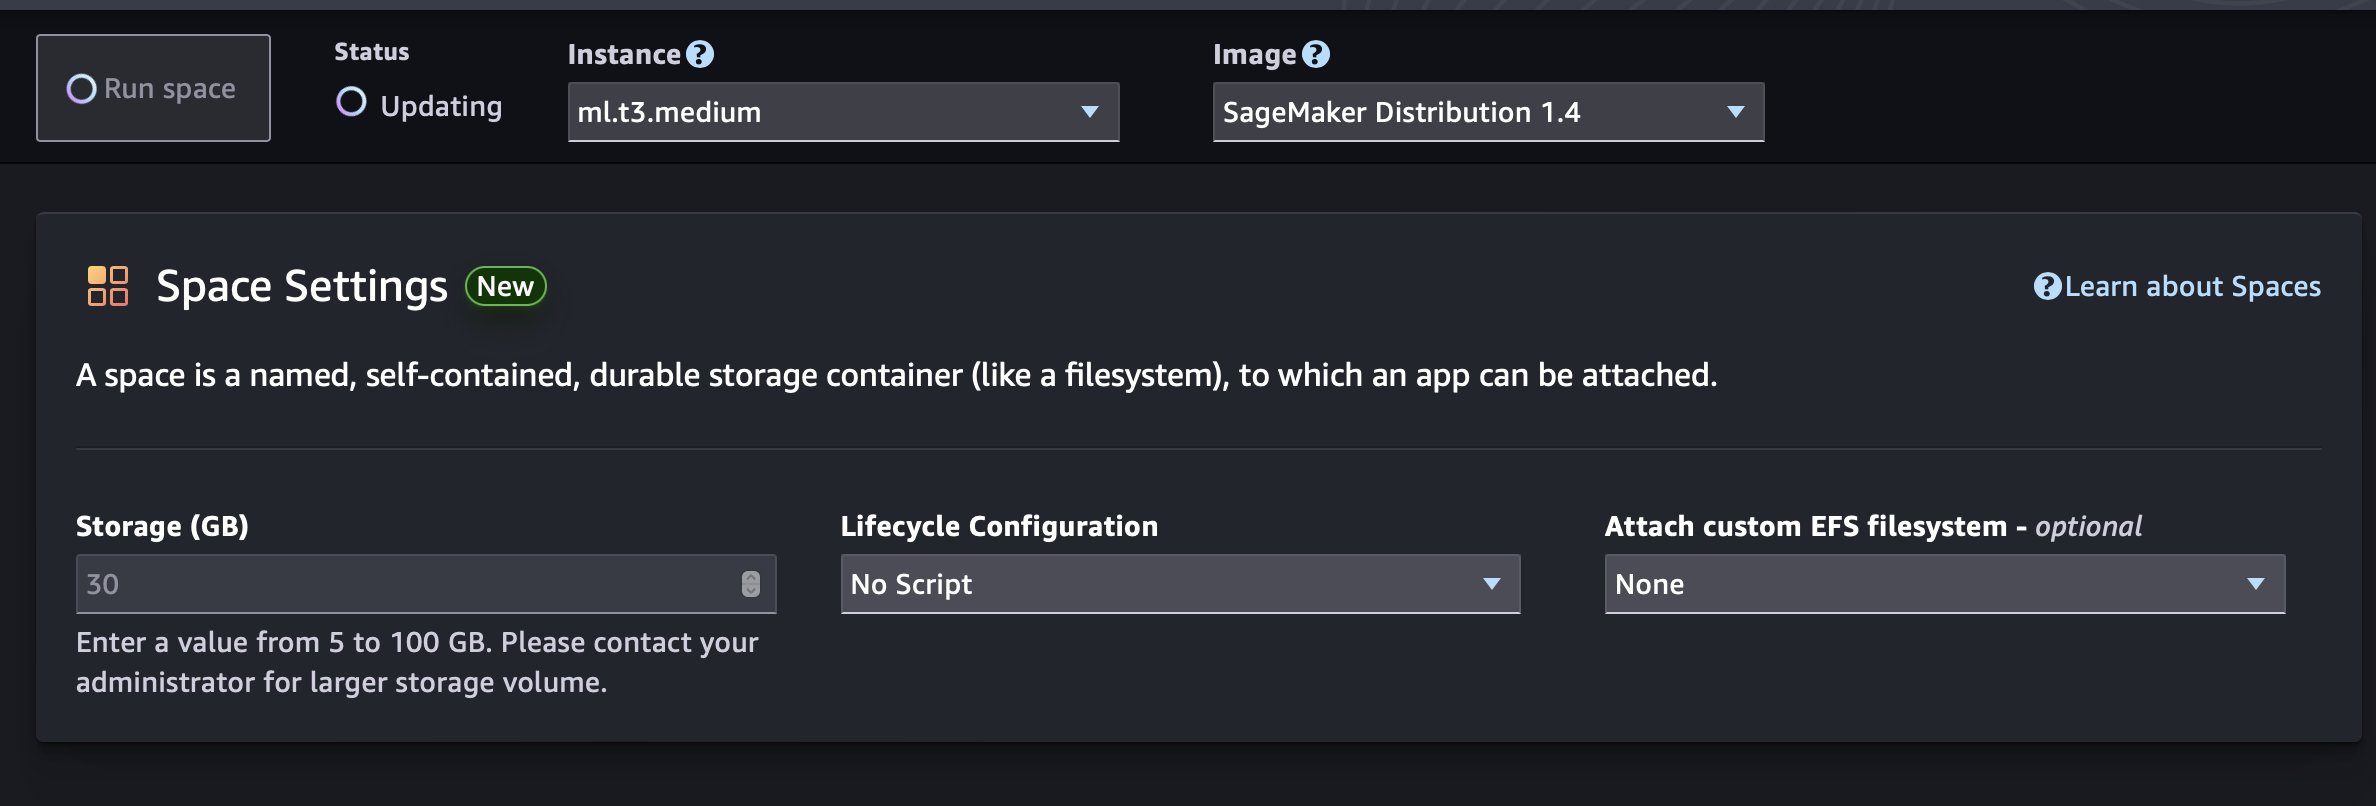 Run space
Status
Updating
Instance ?
ml.t3.medium
Image ?
SageMaker Distribution 1.4
Space Settings New
? Learn about Spaces
A space is a named, self-contained, durable storage container (like a filesystem), to which an app can be attached.
Storage (GB)
30
Enter a value from 5 to 100 GB. Please contact your
administrator for larger storage volume.
Lifecycle Configuration
No Script
Attach custom EFS filesystem - optional
None